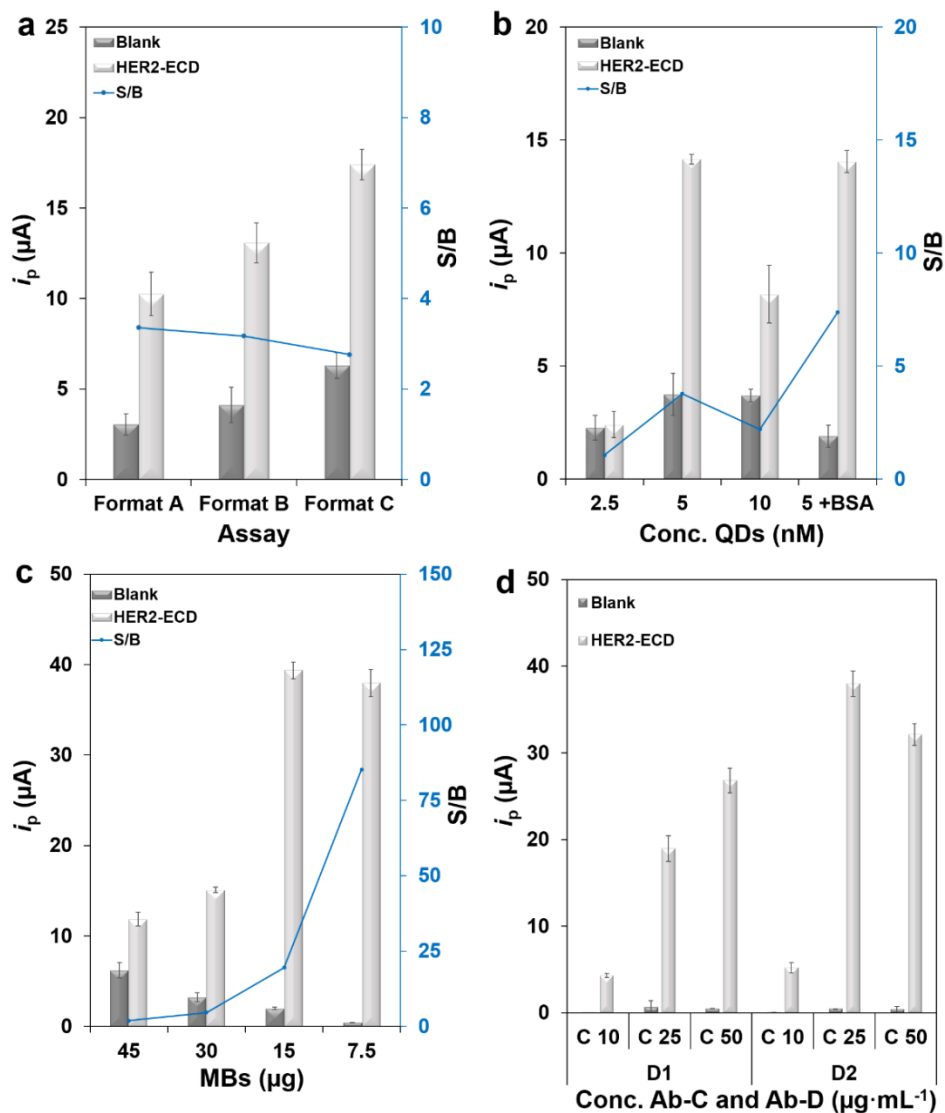 a
25
20
15
10
5
0
iₚ (µA)
Blank
HER2-ECD
S/B
10
8
6
4
2
0
S/B
Format A Format B Format C
Assay
b
20
15
10
5
0
iₚ (µA)
Blank
HER2-ECD
S/B
20
15
10
5
0
S/B
2.5 5 10 5 +BSA
Conc. QDs (nM)
c
50
40
30
20
10
0
iₚ (µA)
Blank
HER2-ECD
S/B
150
125
100
75
50
25
0
S/B
45 30 15 7.5
MBs (µg)
d
50
40
30
20
10
0
iₚ (µA)
Blank
HER2-ECD
C 10 C 25 C 50 C 10 C 25 C 50
D1 D2
Conc. Ab-C and Ab-D (µg·mL⁻¹)